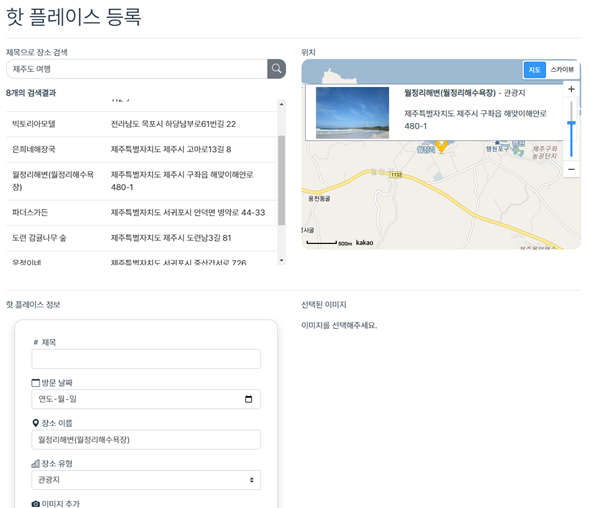 핫 플레이스 등록
제목으로 장소 검색
제주도 여행
8개의 검색결과
빅토리아모텔 전라남도 목포시 하당남부로61번길 22
은희네해장국 제주특별자치도 제주시 고마로13길 8
월정리해변(월정리해수욕
장) 제주특별자치도 제주시 구좌읍 해맞이해안로
480-1
파더스가든 제주특별자치도 서귀포시 안덕면 병악로 44-33
도련 감귤나무 숲 제주특별자치도 제주시 도련남3길 81
제주특별자치도 서귀포시 중산간서로 726
위치
지도 스카이뷰
월정리해변(월정리해수욕장) - 관광지
제주특별자치도 제주시 구좌읍 해맞이해안로
480-1
+
행원포구
제주구좌
농공단지
1132
용천동굴
500m kakao
−
핫 플레이스 정보
# 제목
방문 날짜
연도-월-일
장소 이름
월정리해변(월정리해수욕장)
장소 유형
관광지
이미지 추가
선택된 이미지
이미지를 선택해주세요.